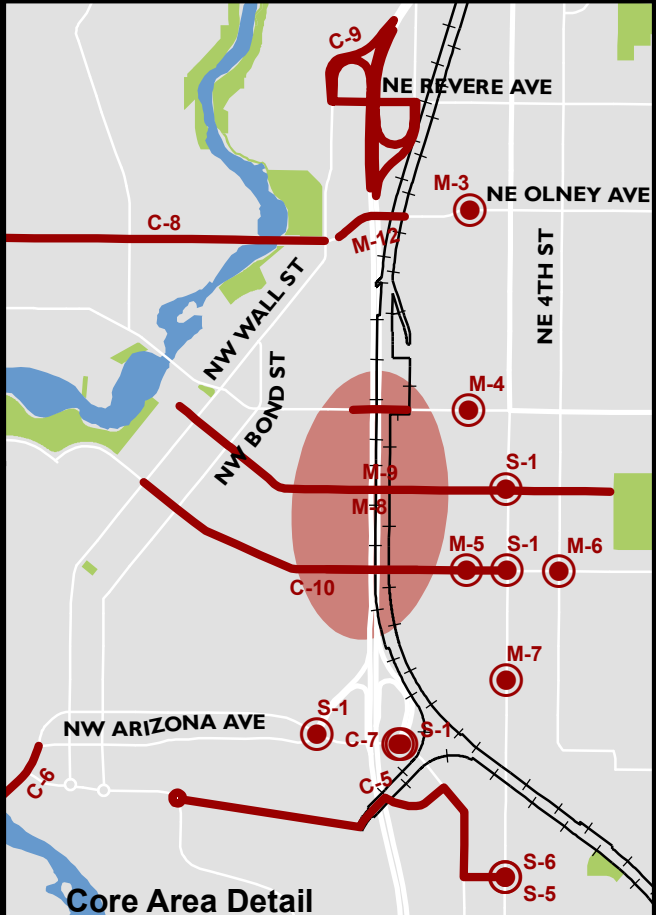 C-9
NE REVERE AVE
M-3
NE OLNEY AVE
C-8
M-12
NE 4TH ST
NW WALL ST
M-4
NW BOND ST
S-1
M-9
M-8
M-5
S-1
M-6
C-10
M-7
S-1
NW ARIZONA AVE
C-7
S-1
C-6
C-5
S-6
S-5
Core Area Detail